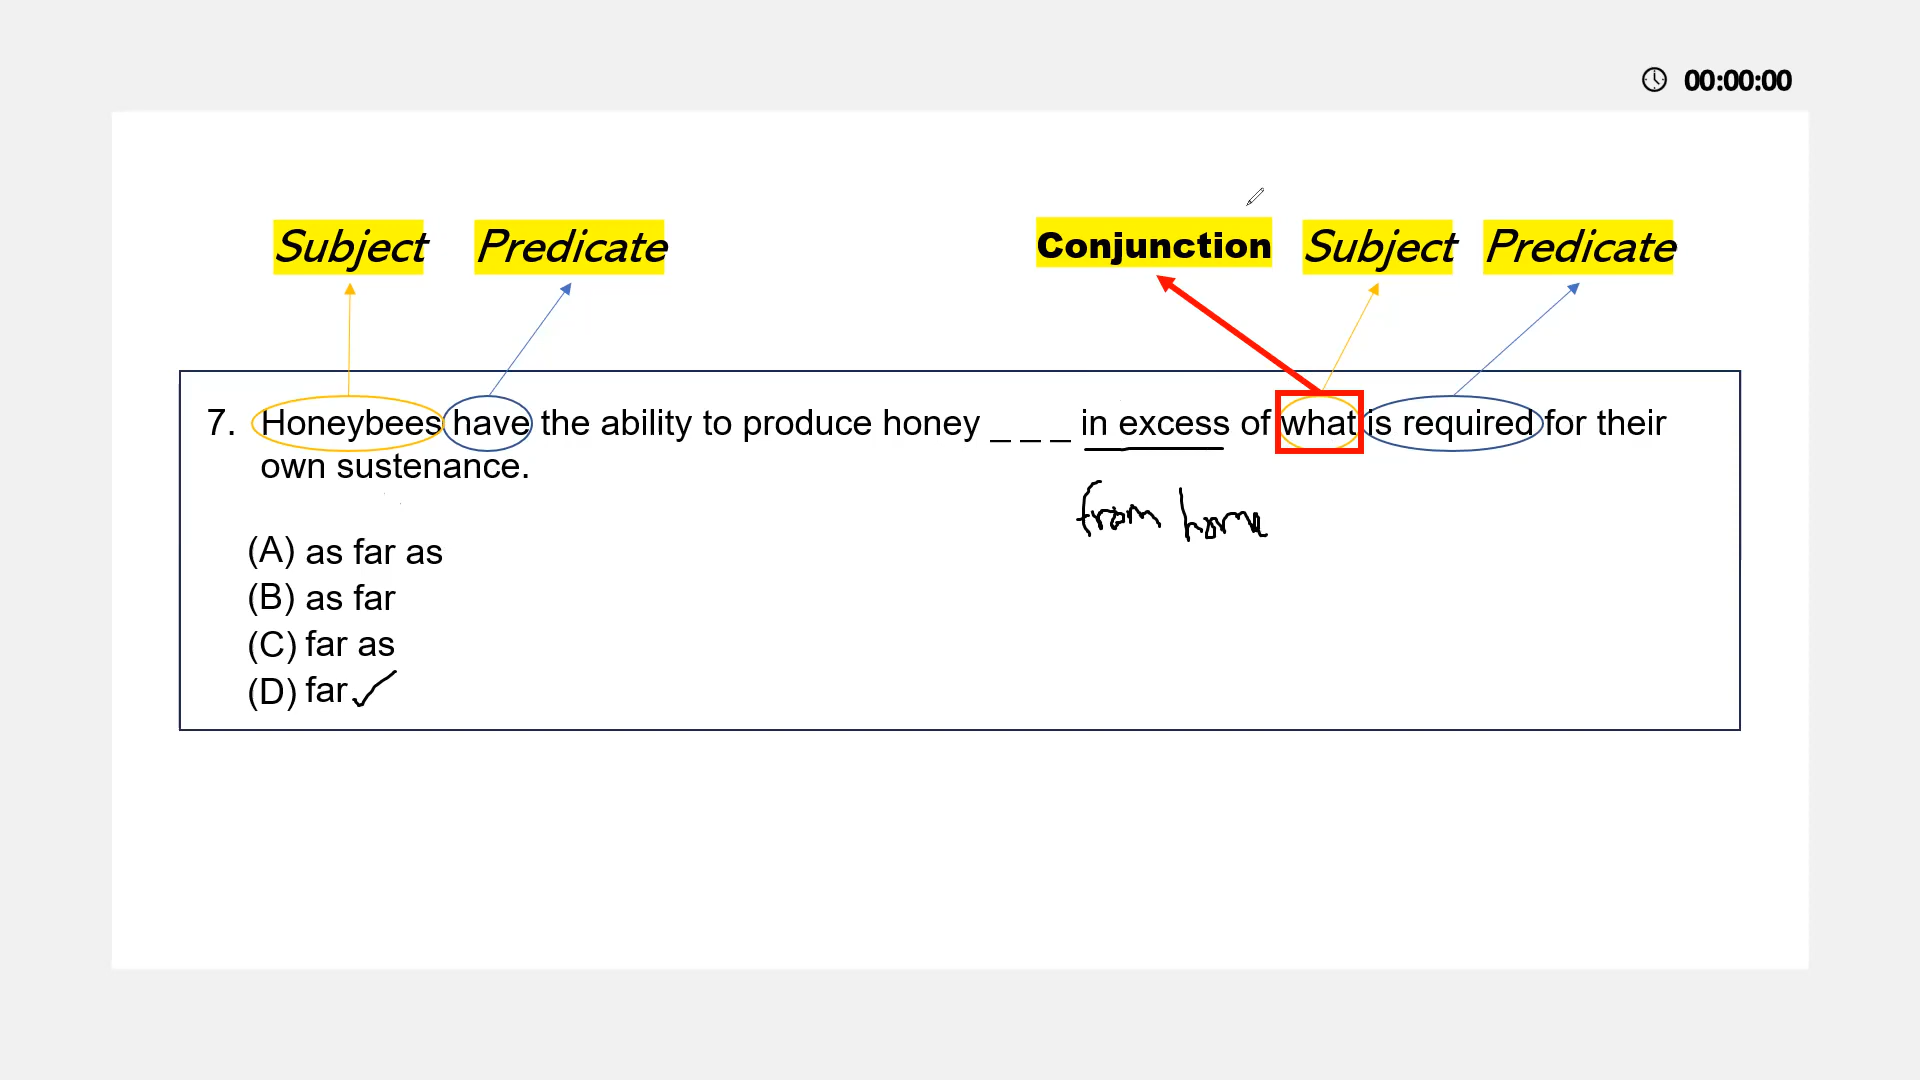 00:00:00
Subject Predicate Conjunction Subject Predicate
7. Honeybees have the ability to produce honey _ _ _ in excess of what is required for their
own sustenance.
from home
(A) as far as
(B) as far
(C) far as
(D) far